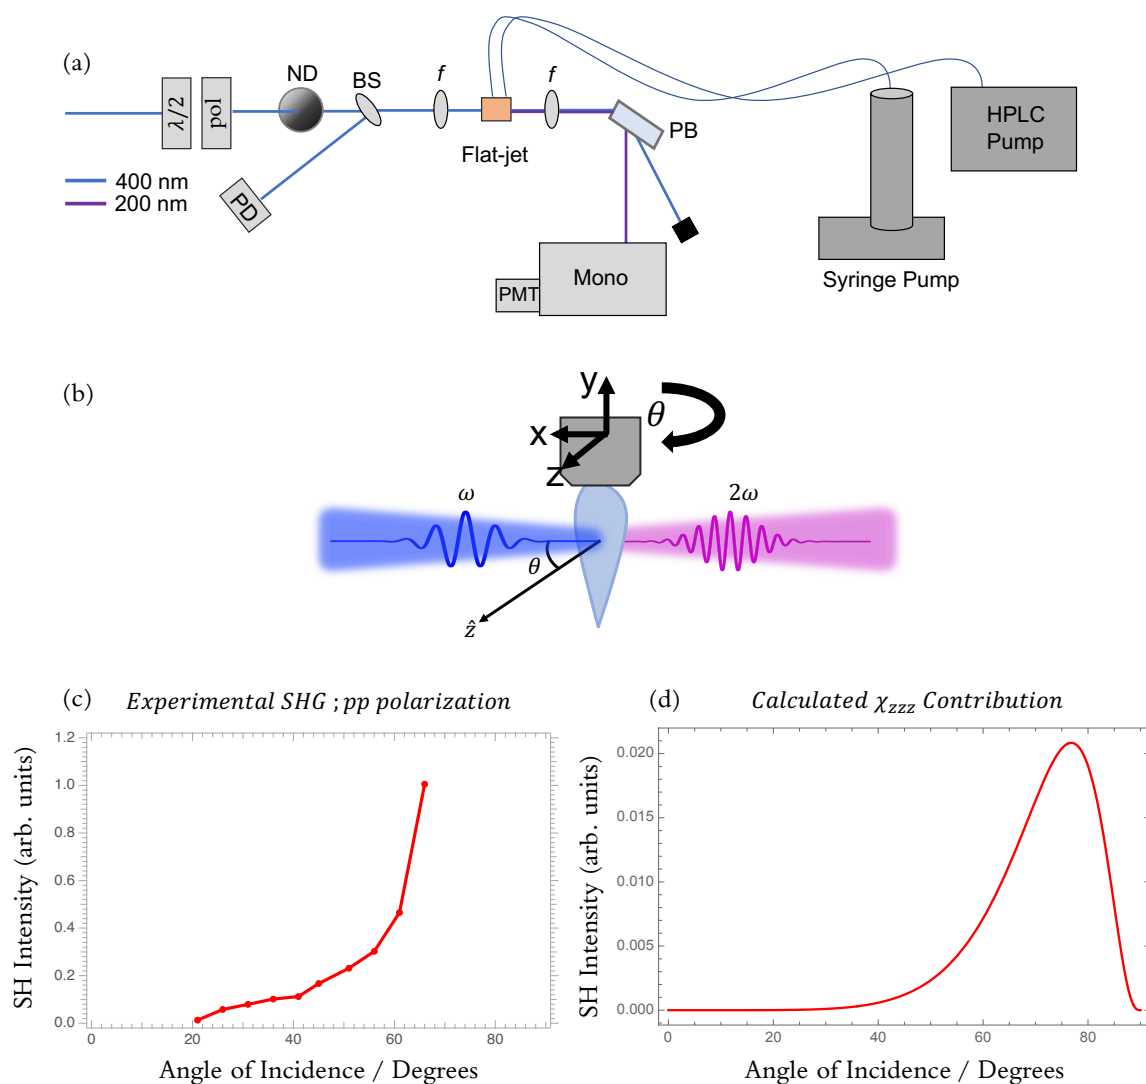 (a)
ND
BS
f
f
λ/2
pol
PB
HPLC
Pump
Flat-jet
400 nm
200 nm
PD
Mono
PMT
Syringe Pump
(b)
y
x
z
θ
ω
2ω
θ
ẑ
(c) Experimental SHG ; pp polarization
SH Intensity (arb. units)
1.2
1.0
0.8
0.6
0.4
0.2
0.0
0 20 40 60 80
Angle of Incidence / Degrees
(d) Calculated χzzz Contribution
SH Intensity (arb. units)
0.020
0.015
0.010
0.005
0.000
0 20 40 60 80
Angle of Incidence / Degrees